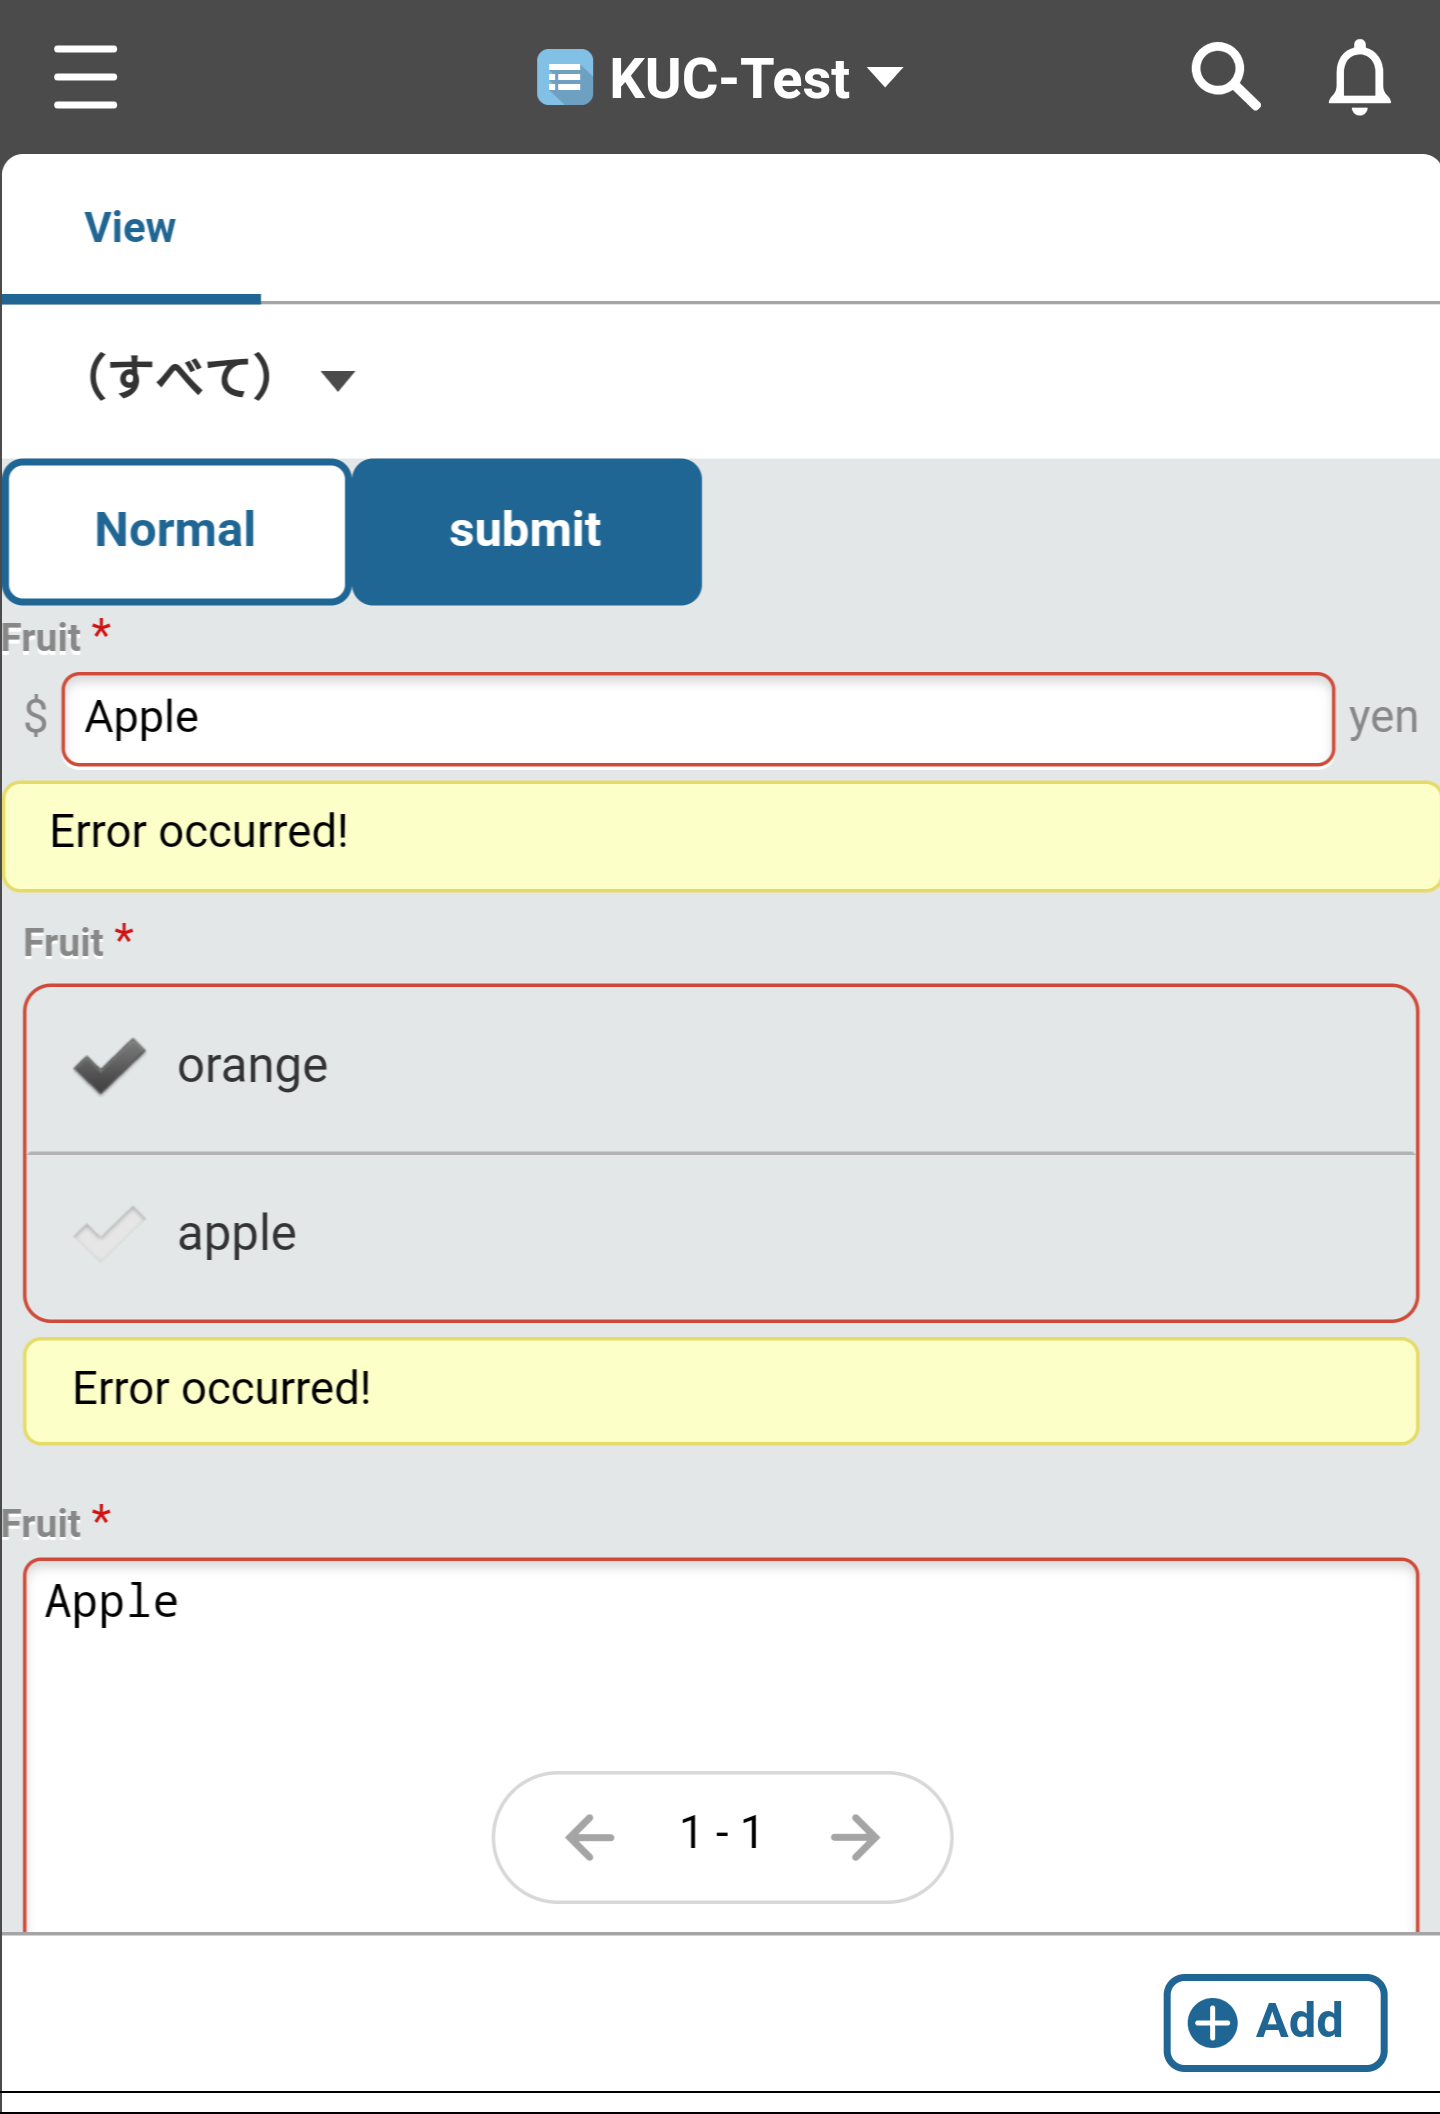 KUC-Test
View
(すべて)
Normal submit
Fruit *
$ Apple yen
Error occurred!
Fruit *
orange
apple
Error occurred!
Fruit *
Apple
1 - 1
Add